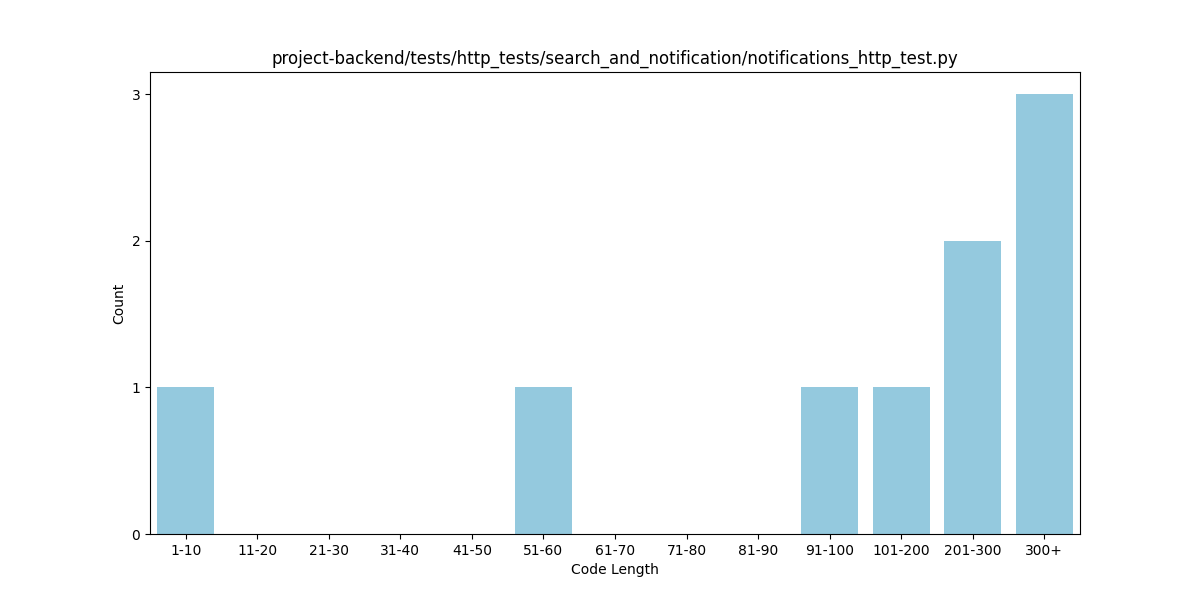 project-backend/tests/http_tests/search_and_notification/notifications_http_test.py
3
2
1
0
Count
1-10 11-20 21-30 31-40 41-50 51-60 61-70 71-80 81-90 91-100 101-200 201-300 300+
Code Length